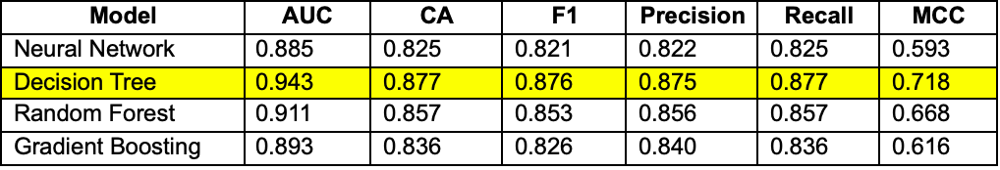 Model AUC CA F1 Precision Recall MCC
Neural Network 0.885 0.825 0.821 0.822 0.825 0.593
Decision Tree 0.943 0.877 0.876 0.875 0.877 0.718
Random Forest 0.911 0.857 0.853 0.856 0.857 0.668
Gradient Boosting 0.893 0.836 0.826 0.840 0.836 0.616